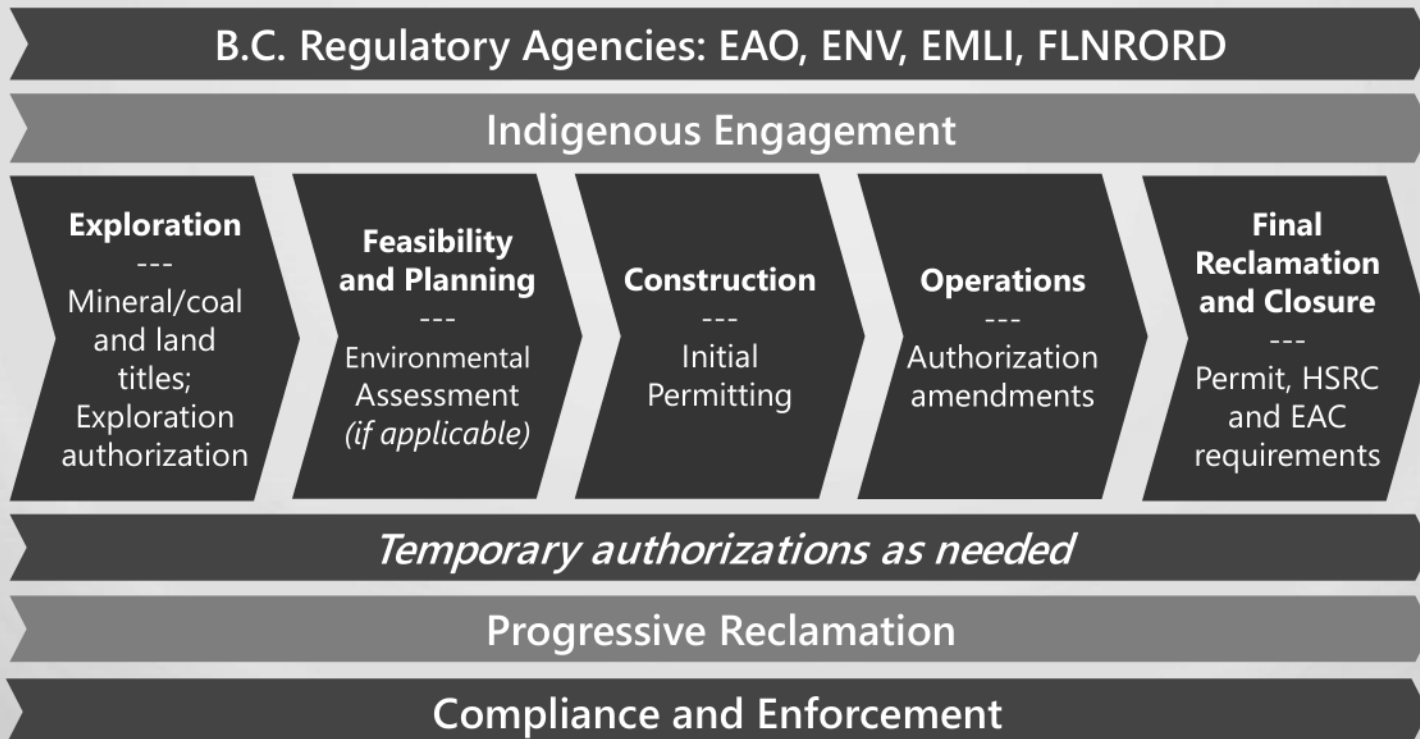 B.C. Regulatory Agencies: EAO, ENV, EMLI, FLNRORD
Indigenous Engagement
Exploration
---
Mineral/coal
and land
titles;
Exploration
authorization
Feasibility
and Planning
---
Environmental
Assessment
(if applicable)
Construction
---
Initial
Permitting
Operations
---
Authorization
amendments
Final
Reclamation
and Closure
---
Permit, HSRC
and EAC
requirements
Temporary authorizations as needed
Progressive Reclamation
Compliance and Enforcement